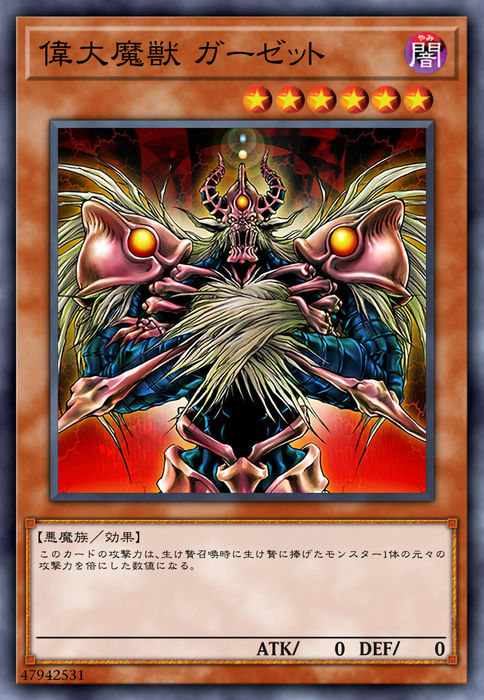 偉大魔獣 ガーゼット
やみ
闇
【悪魔族／効果】
このカードの攻撃力は、生け贄召喚時に生け贄に捧げたモンスター1体の元々の
攻撃力を倍にした数値になる。
ATK/ 0 DEF/ 0
47942531